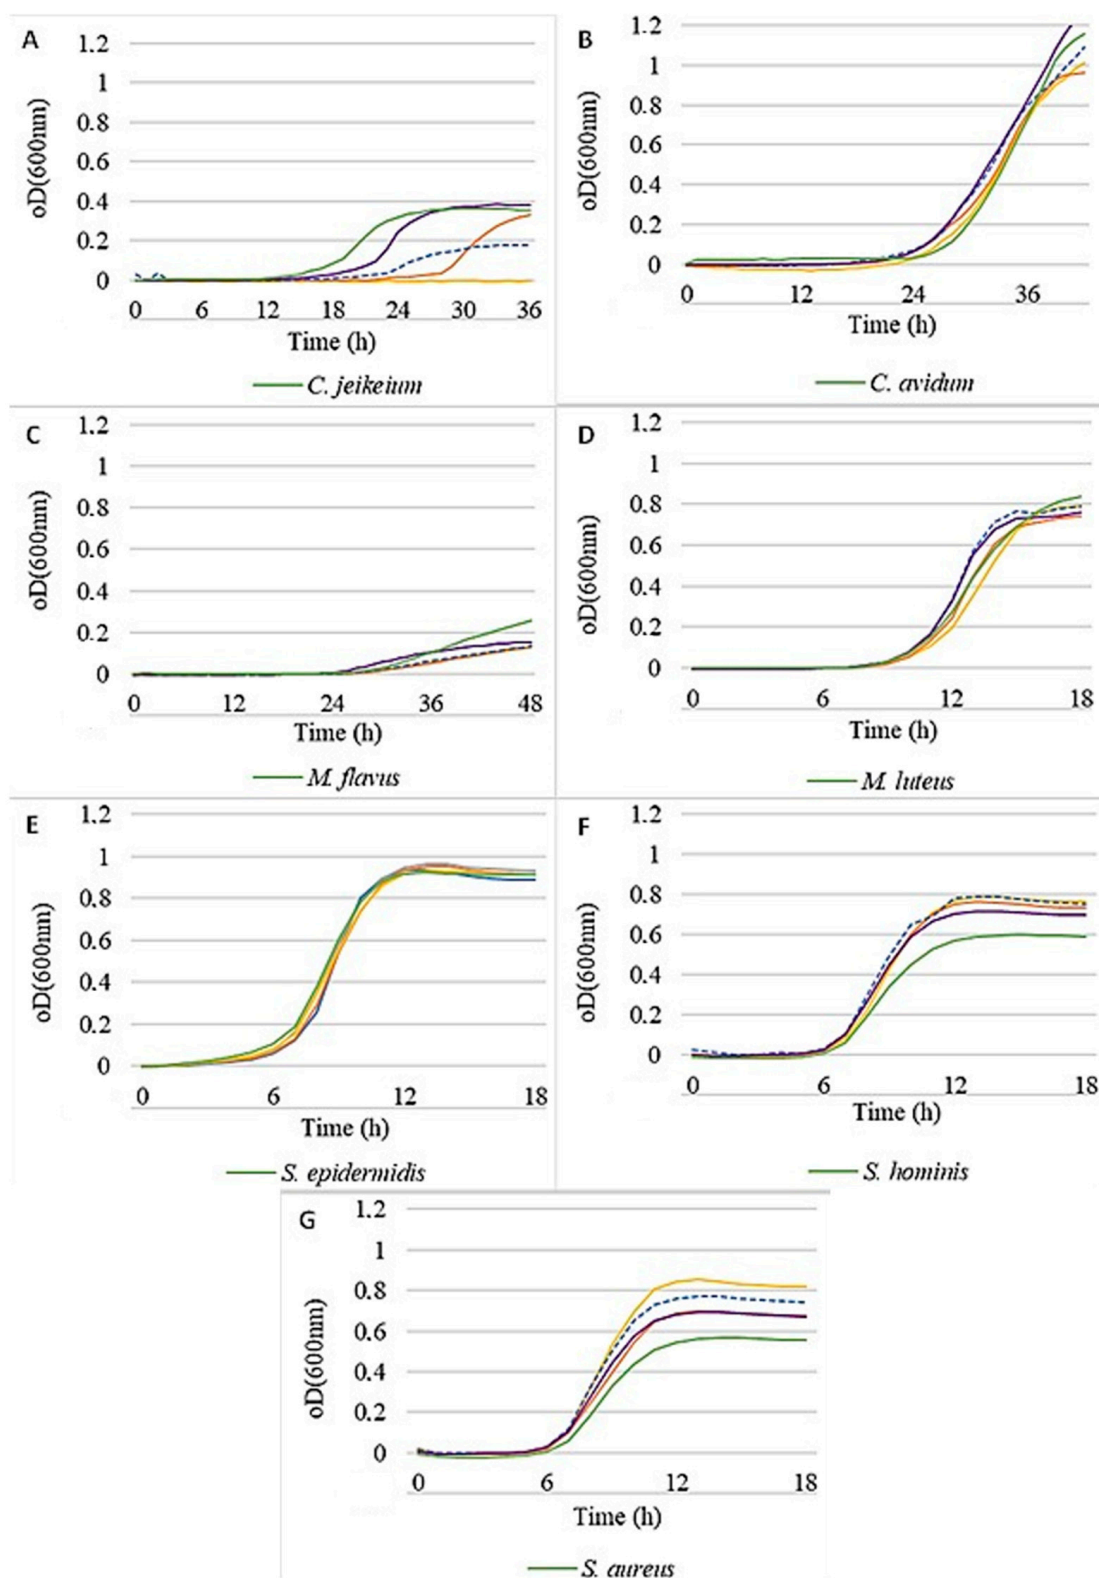 A
1.2
1
0.8
0.6
0.4
0.2
0
oD(600nm)
0 6 12 18 24 30 36
Time (h)
C. jeikeium
B
1.2
1
0.8
0.6
0.4
0.2
0
oD(600nm)
0 12 24 36
Time (h)
C. avidum
C
1.2
1
0.8
0.6
0.4
0.2
0
oD(600nm)
0 12 24 36 48
Time (h)
M. flavus
D
1.2
1
0.8
0.6
0.4
0.2
0
oD(600nm)
0 6 12 18
Time (h)
M. luteus
E
1.2
1
0.8
0.6
0.4
0.2
0
oD(600nm)
0 6 12 18
Time (h)
S. epidermidis
F
1.2
1
0.8
0.6
0.4
0.2
0
oD(600nm)
0 6 12 18
Time (h)
S. hominis
G
1.2
1
0.8
0.6
0.4
0.2
0
oD(600nm)
0 6 12 18
Time (h)
S. aureus